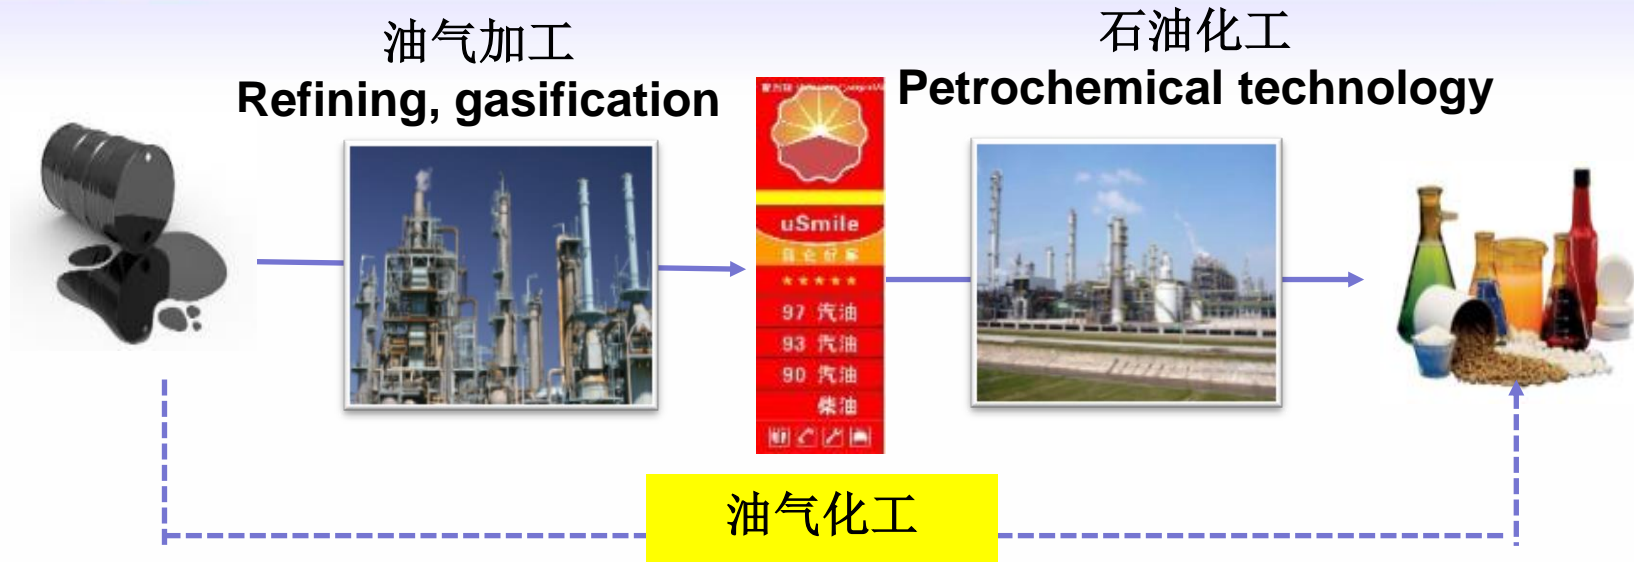 油气加工
Refining, gasification
石油化工
Petrochemical technology
uSmile
★★★★★
97 汽油
93 汽油
90 汽油
柴油
油气化工